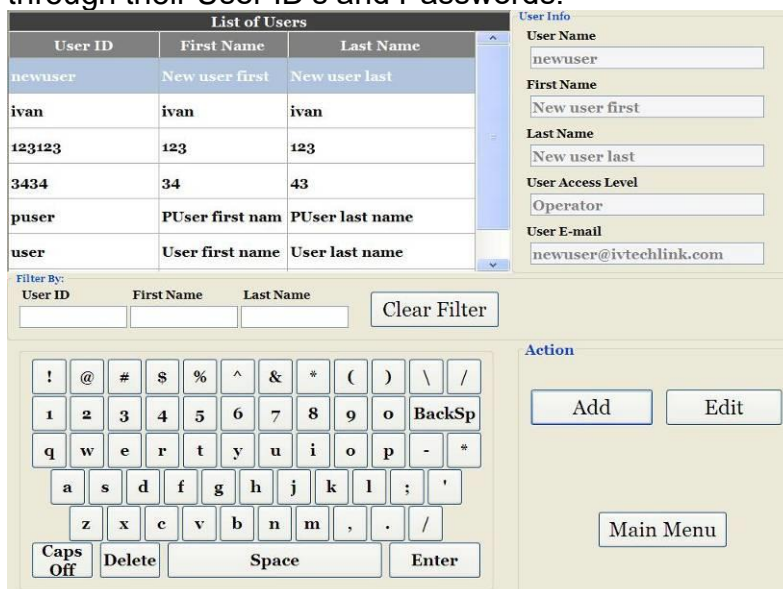 through their User ID's and Passwords.
List of Users
User ID First Name Last Name
newuser New user first New user last
ivan ivan ivan
123123 123 123
3434 34 43
puser PUser first nam PUser last name
user User first name User last name
User Info
User Name
newuser
First Name
New user first
Last Name
New user last
User Access Level
Operator
User E-mail
newuser@ivtechlink.com
Filter By:
User ID First Name Last Name
Clear Filter
! @ # $ % ^ & * ( ) \ /
1 2 3 4 5 6 7 8 9 0 BackSp
q w e r t y u i o p - *
a s d f g h j k l ; '
z x c v b n m , . /
Caps Off Delete Space Enter
Action
Add Edit
Main Menu